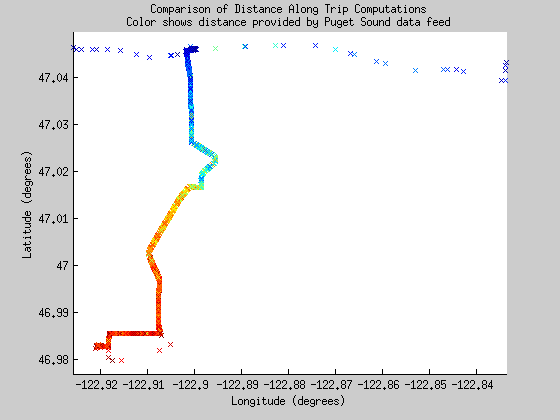 Comparison of Distance Along Trip Computations
Color shows distance provided by Puget Sound data feed
47.04
47.03
47.02
47.01
47
46.99
46.98
Latitude (degrees)
-122.92 -122.91 -122.9 -122.89 -122.88 -122.87 -122.86 -122.85 -122.84
Longitude (degrees)